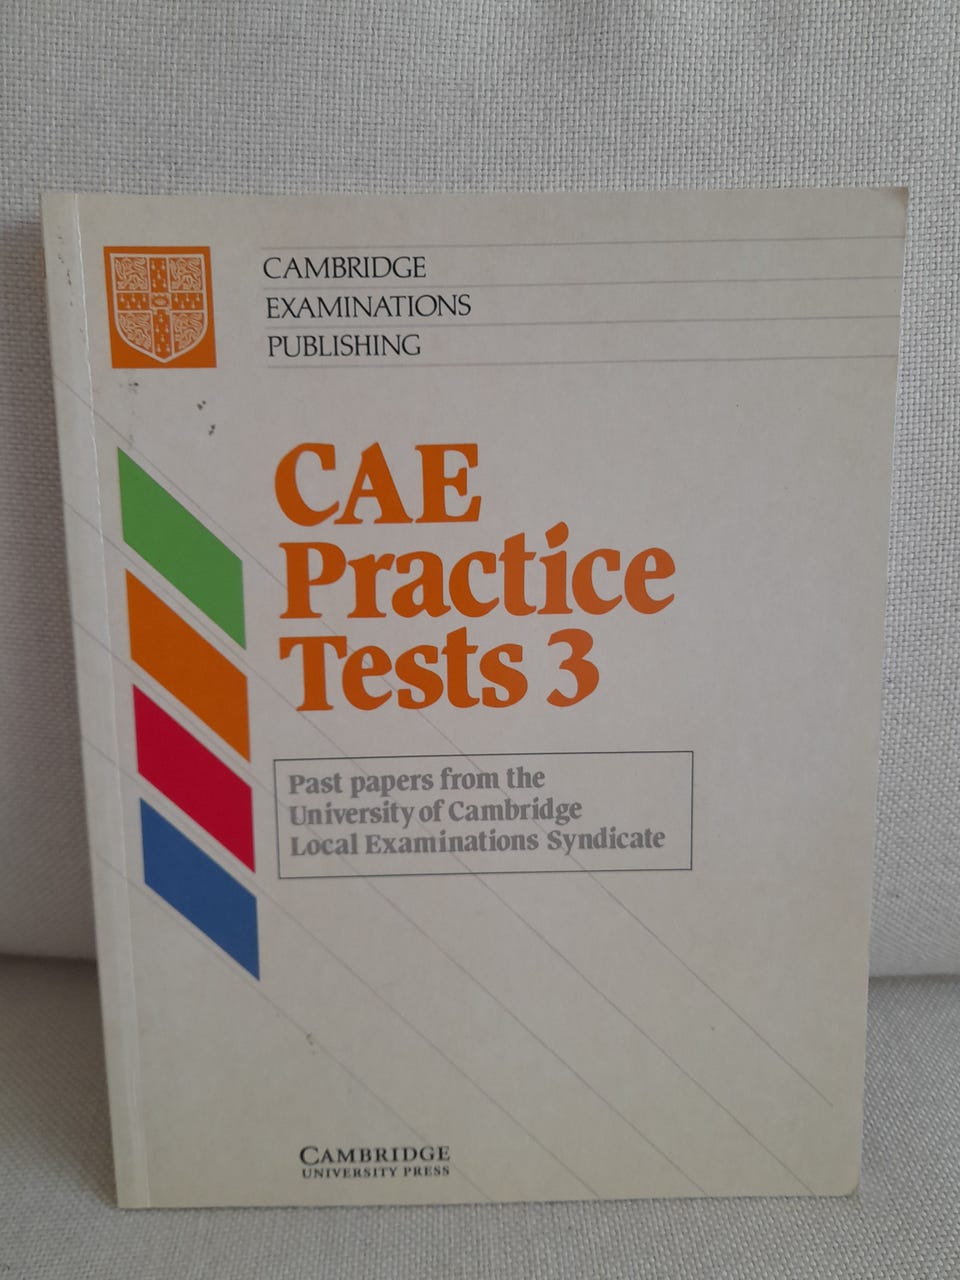 CAMBRIDGE
EXAMINATIONS
PUBLISHING
CAE
Practice
Tests 3
Past papers from the
University of Cambridge
Local Examinations Syndicate
CAMBRIDGE
UNIVERSITY PRESS